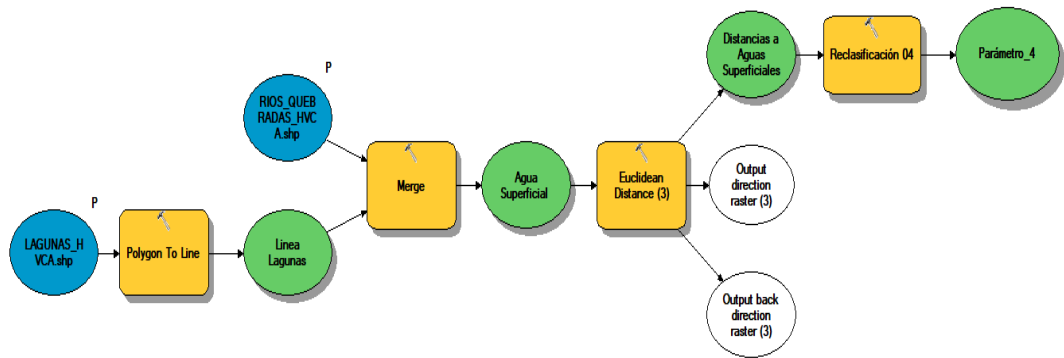 P
LAGUNAS_H
VCA.shp
Polygon To Line
Linea
Lagunas
P
RIOS_QUEB
RADAS_HVC
A.shp
Merge
Agua
Superficial
Euclidean
Distance (3)
Distancias a
Aguas
Superficiales
Reclasificación 04
Parámetro_4
Output
direction
raster (3)
Output back
direction
raster (3)